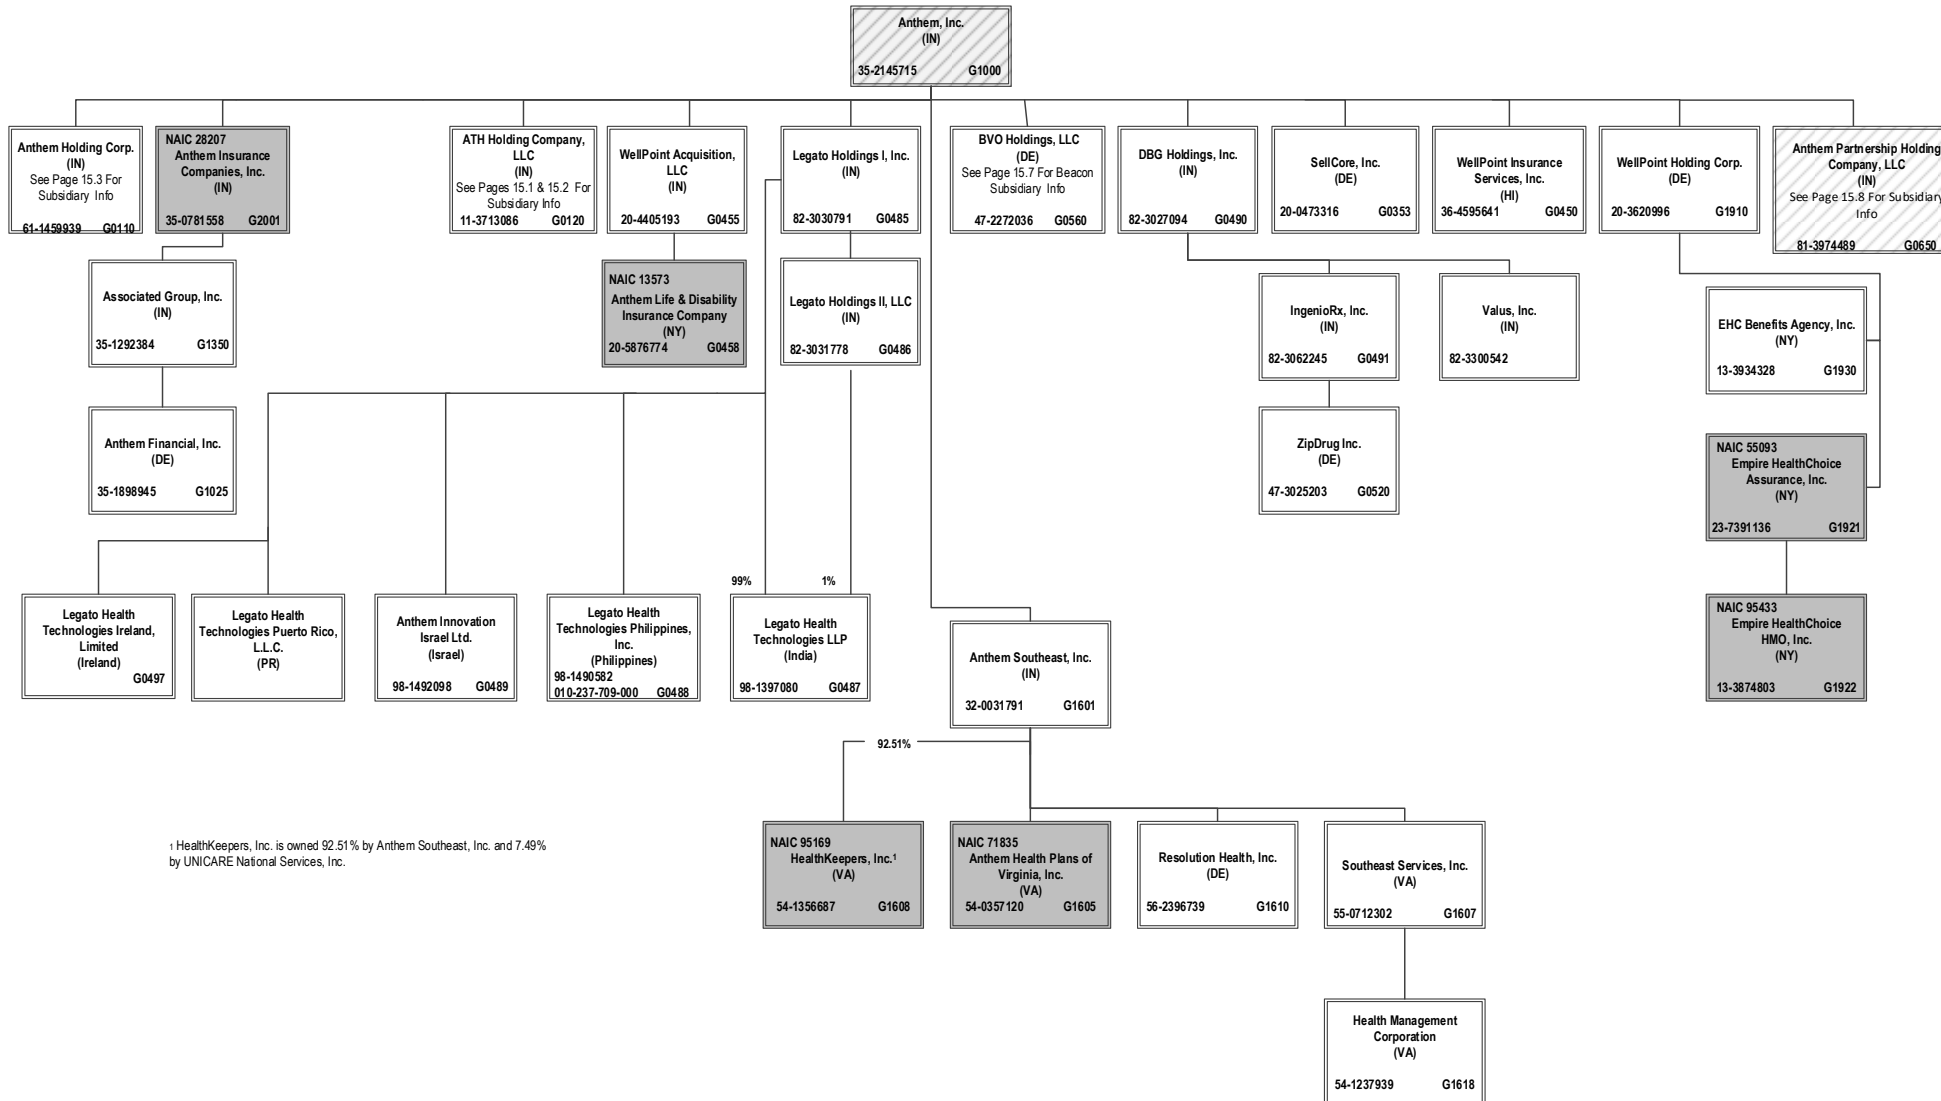 Anthem, Inc.
(IN)
35-2145715 G1000
Anthem Holding Corp.
(IN)
See Page 15.3 For
Subsidiary Info
61-1459939 G0110
NAIC 28207
Anthem Insurance
Companies, Inc.
(IN)
35-0781558 G2001
ATH Holding Company,
LLC
(IN)
See Pages 15.1 & 15.2 For
Subsidiary Info
11-3713086 G0120
WellPoint Acquisition,
LLC
(IN)
20-4405193 G0455
Legato Holdings I, Inc.
(IN)
82-3030791 G0485
BVO Holdings, LLC
(DE)
See Page 15.7 For Beacon
Subsidiary Info
47-2272036 G0560
DBG Holdings, Inc.
(IN)
82-3027094 G0490
SellCore, Inc.
(DE)
20-0473316 G0353
WellPoint Insurance
Services, Inc.
(HI)
36-4595641 G0450
WellPoint Holding Corp.
(DE)
20-3620996 G1910
Anthem Partnership Holding
Company, LLC
(IN)
See Page 15.8 For Subsidiary
Info
81-3974489 G0650
Associated Group, Inc.
(IN)
35-1292384 G1350
NAIC 13573
Anthem Life & Disability
Insurance Company
(NY)
20-5876774 G0458
Legato Holdings II, LLC
(IN)
82-3031778 G0486
IngenioRx, Inc.
(IN)
82-3062245 G0491
Valus, Inc.
(IN)
82-3300542
EHC Benefits Agency, Inc.
(NY)
13-3934328 G1930
Anthem Financial, Inc.
(DE)
35-1898945 G1025
ZipDrug Inc.
(DE)
47-3025203 G0520
NAIC 55093
Empire HealthChoice
Assurance, Inc.
(NY)
23-7391136 G1921
99% 1%
Legato Health
Technologies Ireland,
Limited
(Ireland)
G0497
Legato Health
Technologies Puerto Rico,
L.L.C.
(PR)
Anthem Innovation
Israel Ltd.
(Israel)
98-1492098 G0489
Legato Health
Technologies Philippines,
Inc.
(Philippines)
98-1490582
010-237-709-000 G0488
Legato Health
Technologies LLP
(India)
98-1397080 G0487
Anthem Southeast, Inc.
(IN)
32-0031791 G1601
NAIC 95433
Empire HealthChoice
HMO, Inc.
(NY)
13-3874803 G1922
92.51%
NAIC 95169
HealthKeepers, Inc.¹
(VA)
54-1356687 G1608
NAIC 71835
Anthem Health Plans of
Virginia, Inc.
(VA)
54-0357120 G1605
Resolution Health, Inc.
(DE)
56-2396739 G1610
Southeast Services, Inc.
(VA)
55-0712302 G1607
¹ HealthKeepers, Inc. is owned 92.51% by Anthem Southeast, Inc. and 7.49%
by UNICARE National Services, Inc.
Health Management
Corporation
(VA)
54-1237939 G1618